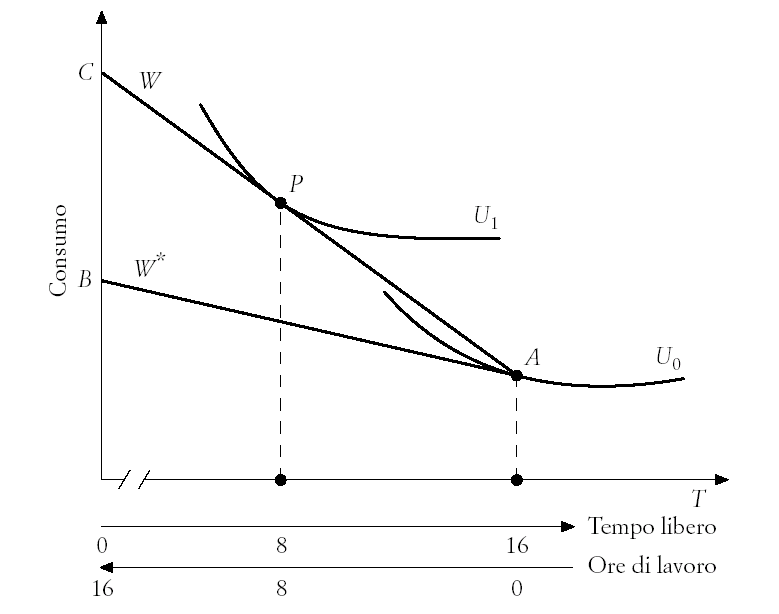 C
W
P
U₁
Consumo
B
W*
A
U₀
T
Tempo libero
0 8 16
Ore di lavoro
16 8 0